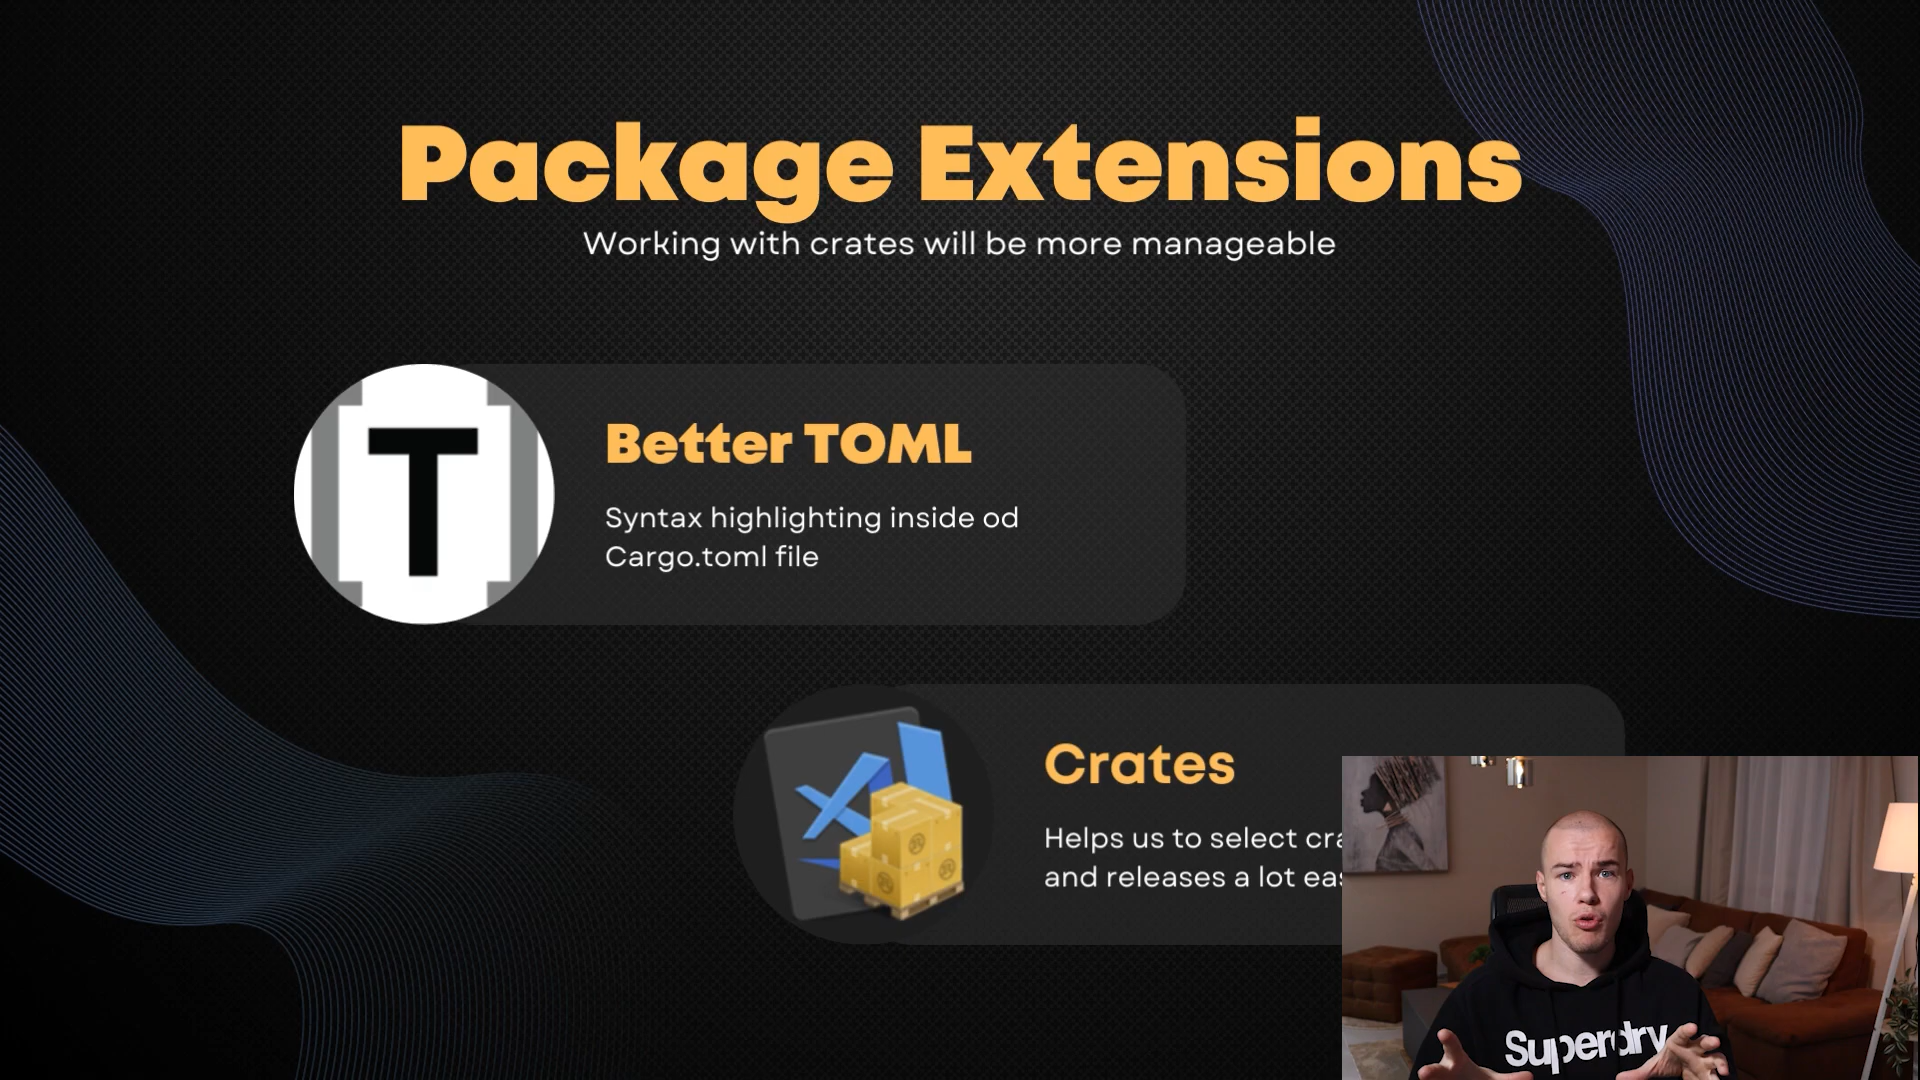 Package Extensions
Working with crates will be more manageable
T
Better TOML
Syntax highlighting inside od
Cargo.toml file
Crates
Helps us to select
and releases a lot
Superdry